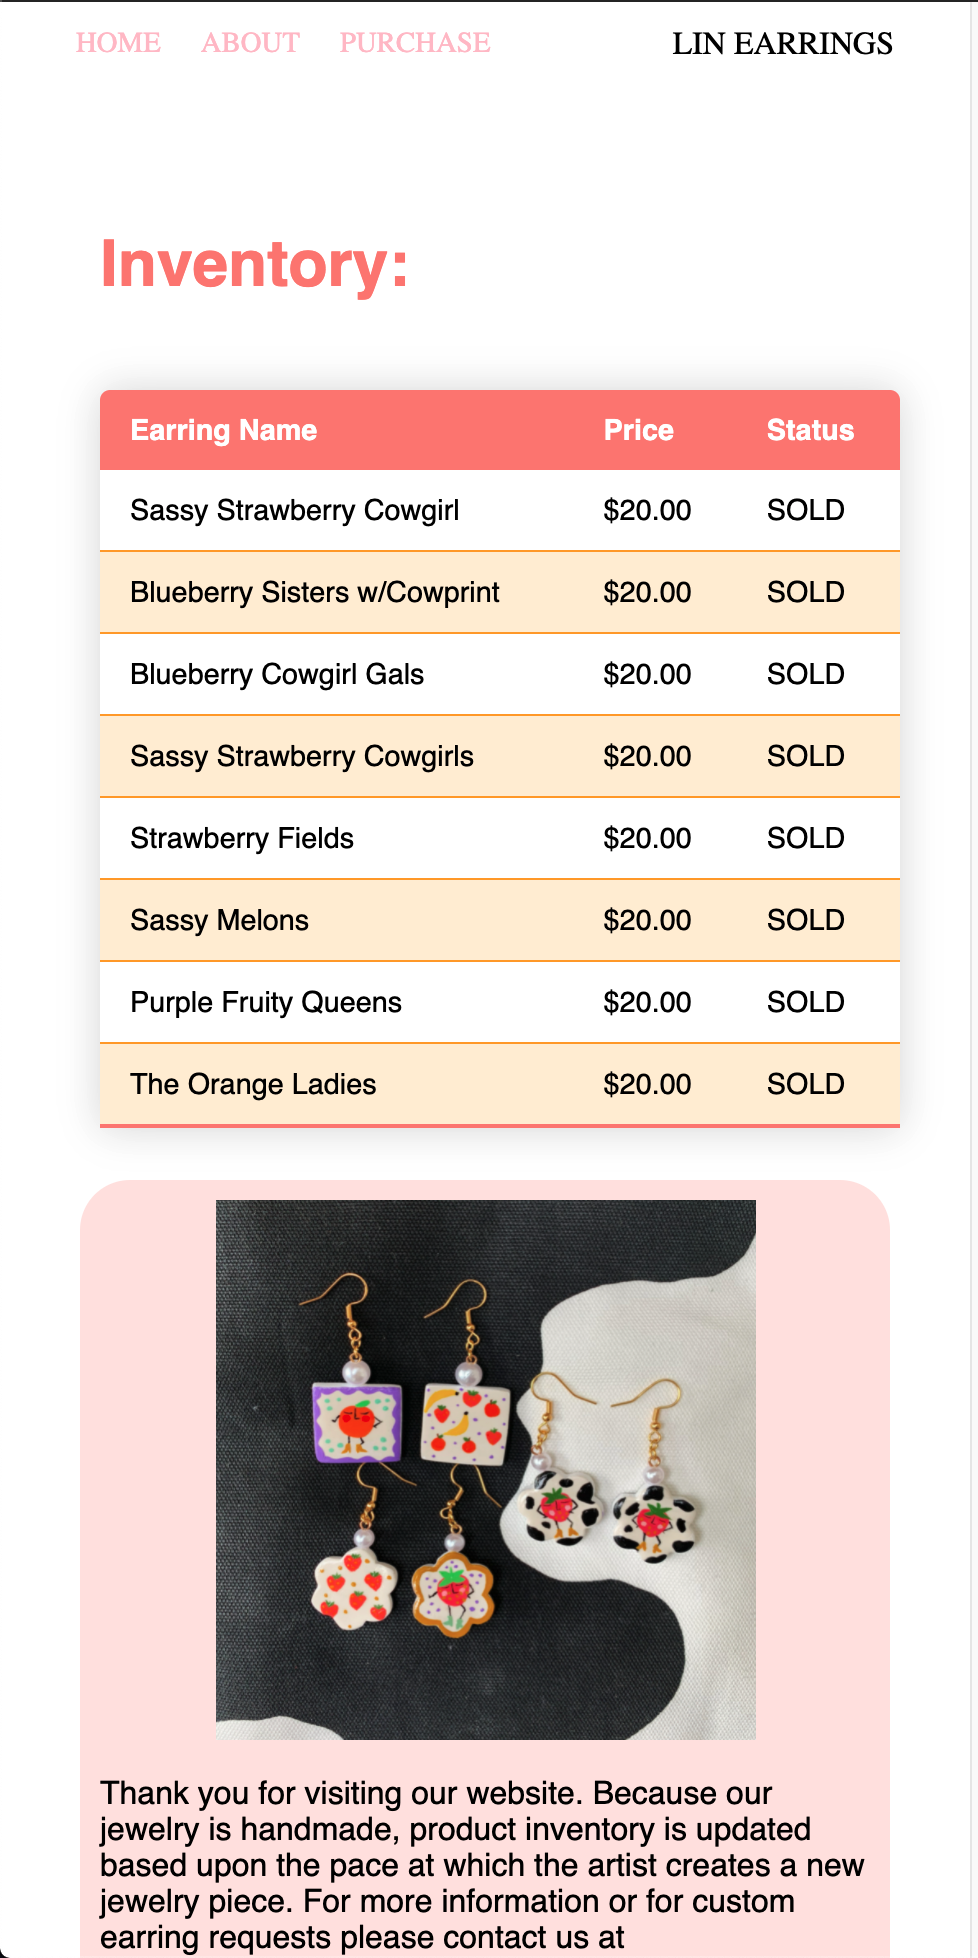 HOME ABOUT PURCHASE LIN EARRINGS
Inventory:
Earring Name Price Status
Sassy Strawberry Cowgirl $20.00 SOLD
Blueberry Sisters w/Cowprint $20.00 SOLD
Blueberry Cowgirl Gals $20.00 SOLD
Sassy Strawberry Cowgirls $20.00 SOLD
Strawberry Fields $20.00 SOLD
Sassy Melons $20.00 SOLD
Purple Fruity Queens $20.00 SOLD
The Orange Ladies $20.00 SOLD
Thank you for visiting our website. Because our
jewelry is handmade, product inventory is updated
based upon the pace at which the artist creates a new
jewelry piece. For more information or for custom
earring requests please contact us at